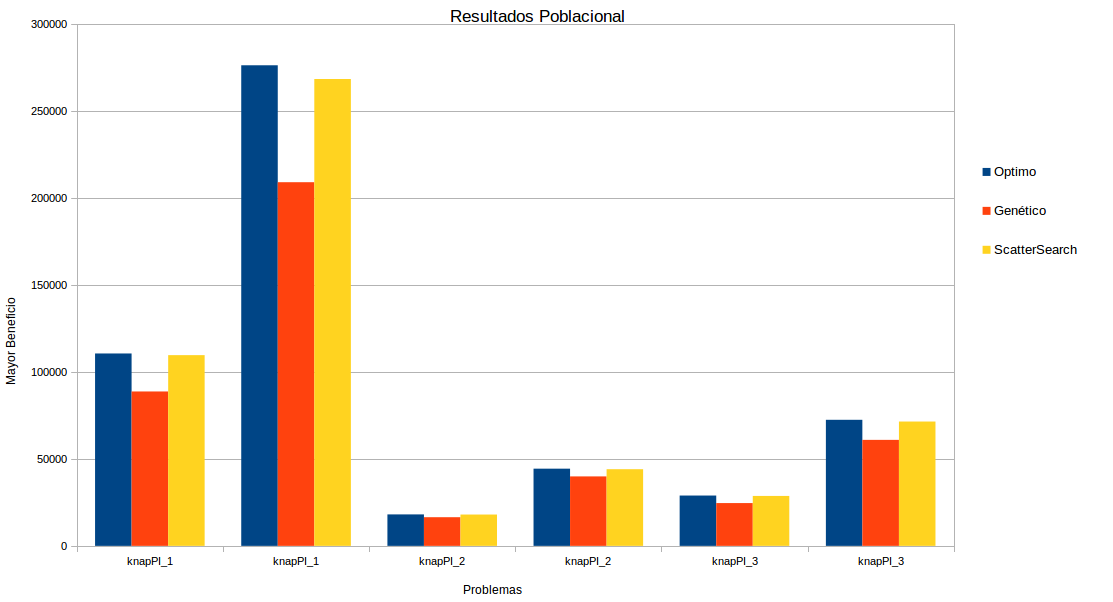 Resultados Poblacional
300000
250000
200000
150000
100000
50000
0
Mayor Beneficio
knapPI_1
knapPI_1
knapPI_2
knapPI_2
knapPI_3
knapPI_3
Problemas
Optimo
Genético
ScatterSearch